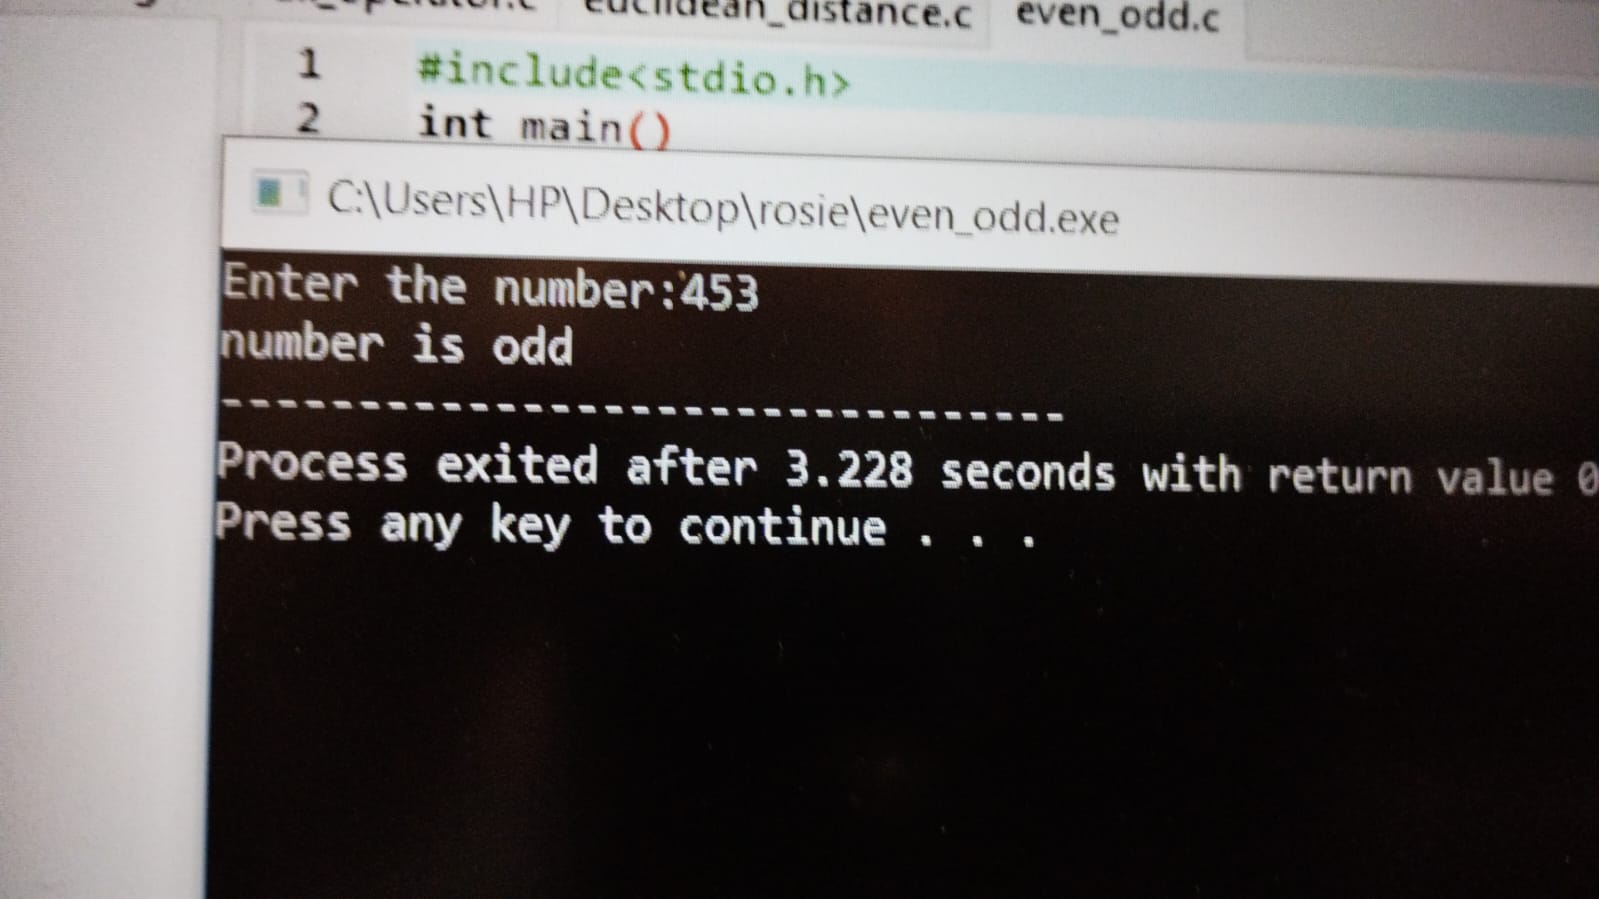 euclidean_distance.c even_odd.c
1 #include<stdio.h>
2 int main()
C:\Users\HP\Desktop\rosie\even_odd.exe
Enter the number:453
number is odd
-------------------------------
Process exited after 3.228 seconds with return value 0
Press any key to continue . . .